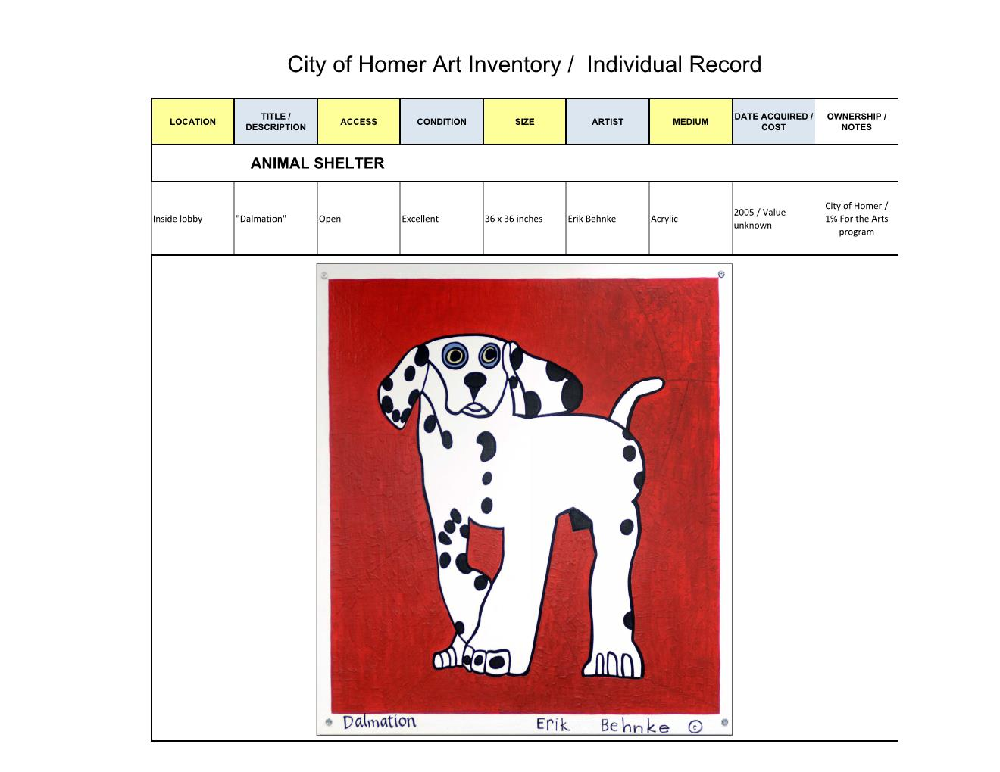 City of Homer Art Inventory /  Individual Record
LOCATION
TITLE /
DESCRIPTION
ACCESS
CONDITION
SIZE
ARTIST
MEDIUM
DATE ACQUIRED /
COST
OWNERSHIP /
NOTES
ANIMAL SHELTER
Inside lobby
"Dalmation"
Open
Excellent
36 x 36 inches
Erik Behnke
Acrylic
2005 / Value
unknown
City of Homer /
1% For the Arts
program
Dalmation Erik Behnke ©